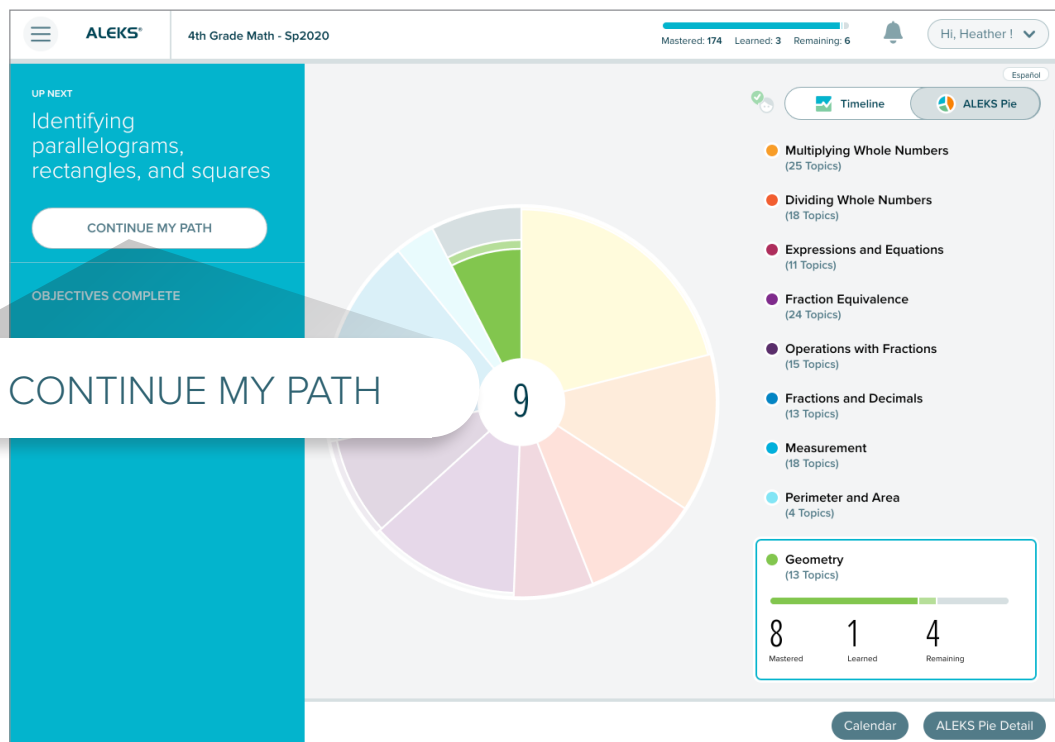 ALEKS®
4th Grade Math - Sp2020
Mastered: 174 Learned: 3 Remaining: 6
Hi, Heather !
Español
UP NEXT
Identifying
parallelograms,
rectangles, and squares
CONTINUE MY PATH
OBJECTIVES COMPLETE
CONTINUE MY PATH
9
Timeline
ALEKS Pie
Multiplying Whole Numbers
(25 Topics)
Dividing Whole Numbers
(18 Topics)
Expressions and Equations
(11 Topics)
Fraction Equivalence
(24 Topics)
Operations with Fractions
(15 Topics)
Fractions and Decimals
(13 Topics)
Measurement
(18 Topics)
Perimeter and Area
(4 Topics)
Geometry
(13 Topics)
8 1 4
Mastered Learned Remaining
Calendar
ALEKS Pie Detail